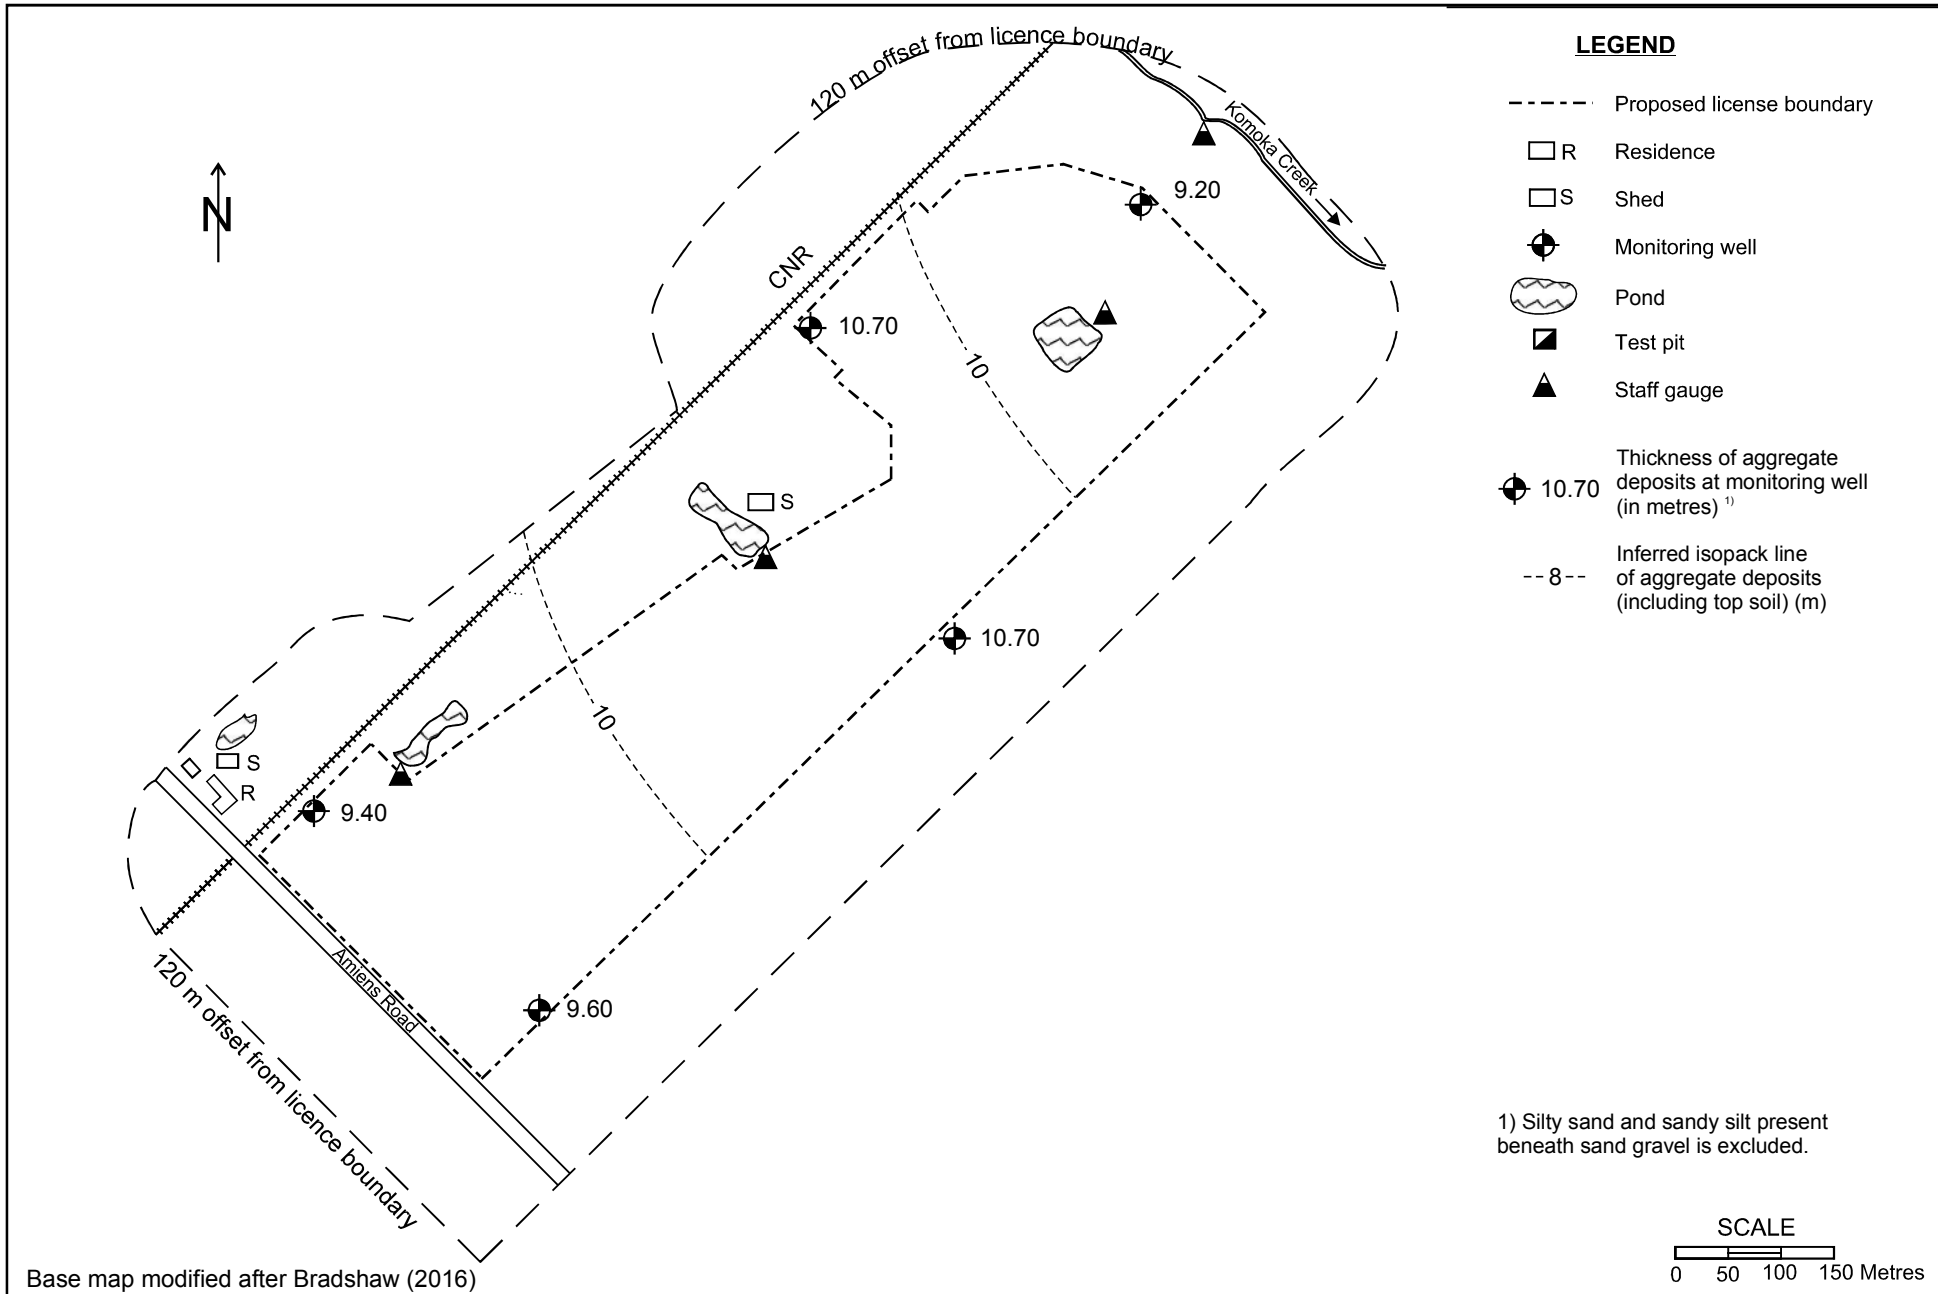 120 m offset from licence boundary
LEGEND
Proposed license boundary
R Residence
S Shed
Monitoring well
Pond
Test pit
Staff gauge
10.70 Thickness of aggregate
deposits at monitoring well
(in metres) 1)
--8-- Inferred isopack line
of aggregate deposits
(including top soil) (m)
N
Komoka Creek
9.20
CNR
10.70
10
S
10.70
10
S
R
9.40
Amiens Road
9.60
120 m offset from licence boundary
1) Silty sand and sandy silt present
beneath sand gravel is excluded.
SCALE
0 50 100 150 Metres
Base map modified after Bradshaw (2016)